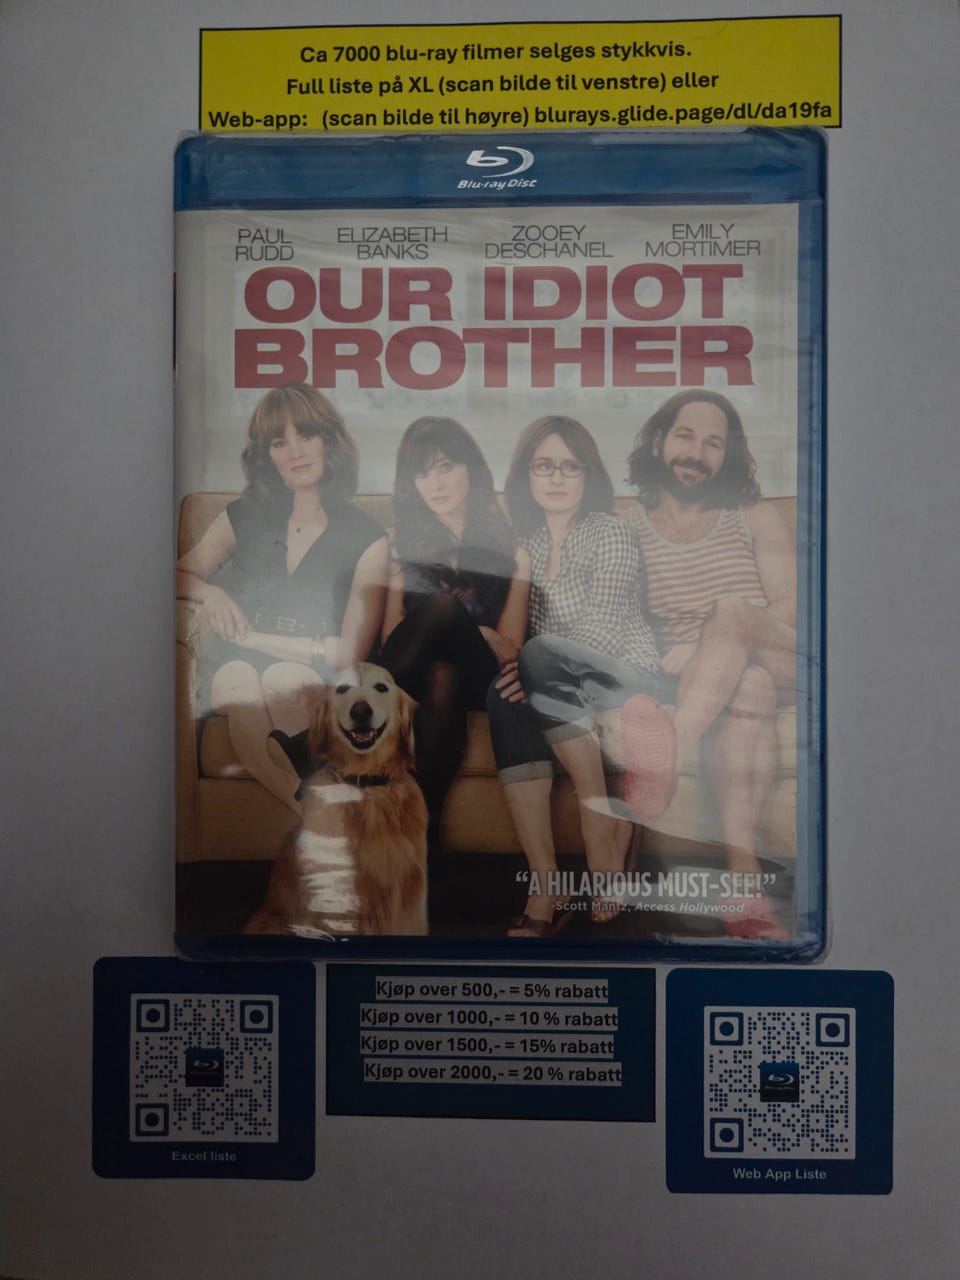 Ca 7000 blu-ray filmer selges stykkvis.
Full liste på XL (scan bilde til venstre) eller
Web-app: (scan bilde til høyre) blurays.glide.page/dl/da19fa
Blu-ray Disc
PAUL RUDD
ELIZABETH BANKS
ZOOEY DESCHANEL
EMILY MORTIMER
OUR IDIOT
BROTHER
“A HILARIOUS MUST-SEE!”
-Scott Mantz, Access Hollywood
Kjøp over 500,- = 5% rabatt
Kjøp over 1000,- = 10 % rabatt
Kjøp over 1500,- = 15% rabatt
Kjøp over 2000,- = 20 % rabatt
Excel liste
Web App Liste